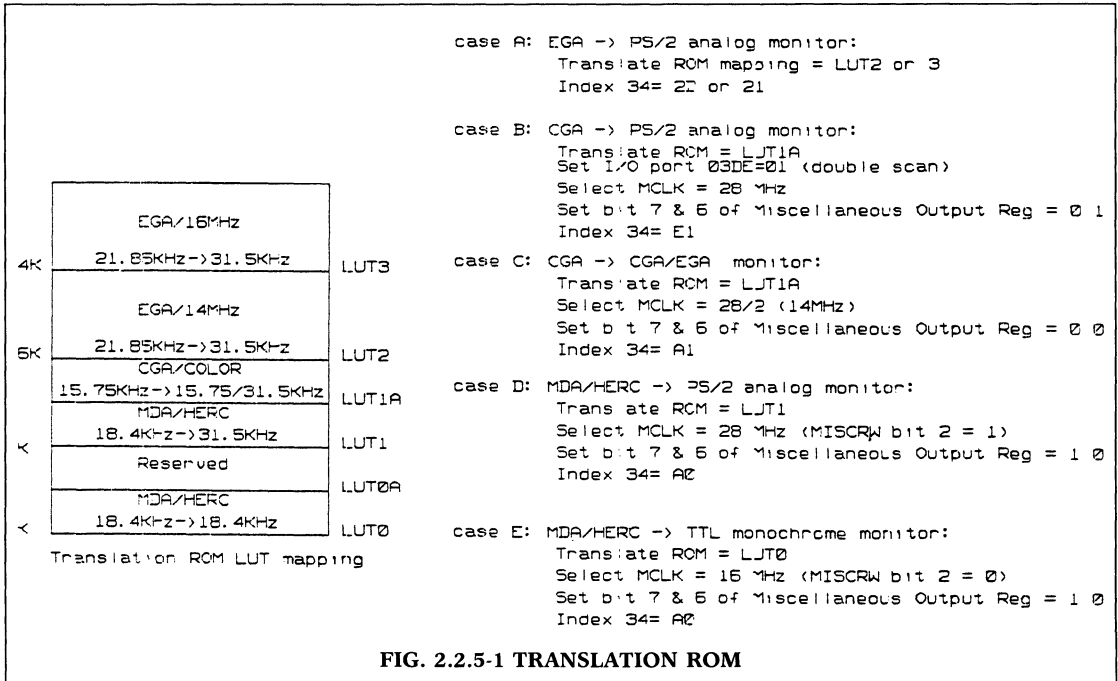 EGA/16MHz
21.85KHz->31.5KHz
4K
LUT3
EGA/14MHz
21.85KHz->31.5KHz
LUT2
CGA/COLOR
15.75KHz->15.75/31.5KHz
LUT1A
MDA/HERC
18.4KHz->31.5KHz
LUT1
Reserved
LUT0A
MDA/HERC
18.4KHz->18.4KHz
LUT0
Translation ROM LUT mapping
case A: EGA -> PS/2 analog monitor:
Translate ROM mapping = LUT2 or 3
Index 34= or 21
case B: CGA -> PS/2 analog monitor:
Translate ROM = LUT1A
Set I/O port 03DE=01 (double scan)
Select MCLK = 28 MHz
Set bit 7 & 6 of Miscellaneous Output Reg = 0 1
Index 34= E1
case C: CGA -> CGA/EGA monitor:
Translate ROM = LUT1A
Select MCLK = 28/2 (14MHz)
Set bit 7 & 6 of Miscellaneous Output Reg = 0 0
Index 34= A1
case D: MDA/HERC -> PS/2 analog monitor:
Translate ROM = LUT1
Select MCLK = 28 MHz (MISCRW bit 2 = 1)
Set bit 7 & 6 of Miscellaneous Output Reg = 1 0
Index 34= A0
case E: MDA/HERC -> TTL monochrome monitor:
Translate ROM = LUT0
Select MCLK = 16 MHz (MISCRW bit 2 = 0)
Set bit 7 & 6 of Miscellaneous Output Reg = 1 0
Index 34= A0
FIG. 2.2.5-1 TRANSLATION ROM